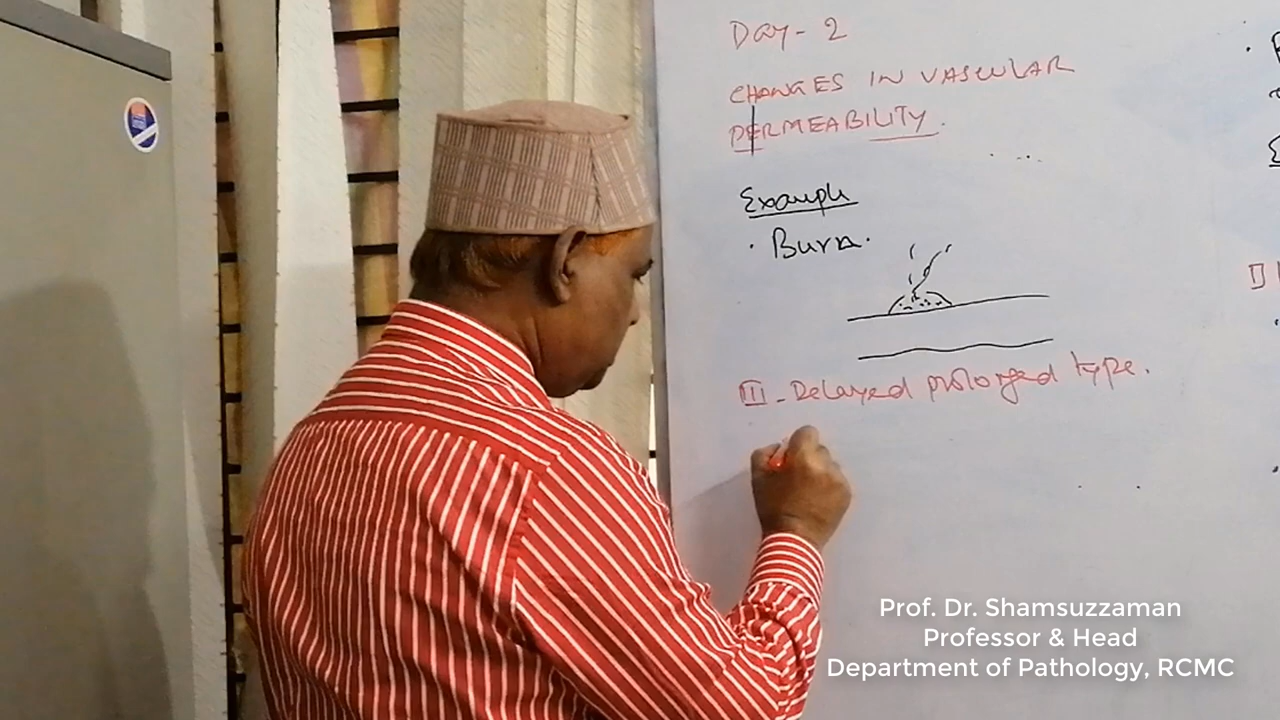 Day - 2
CHANGES IN VASCULAR
PERMEABILITY.
Example
· Burn.
III - Delayed prolonged type.
Prof. Dr. Shamsuzzaman
Professor & Head
Department of Pathology, RCMC